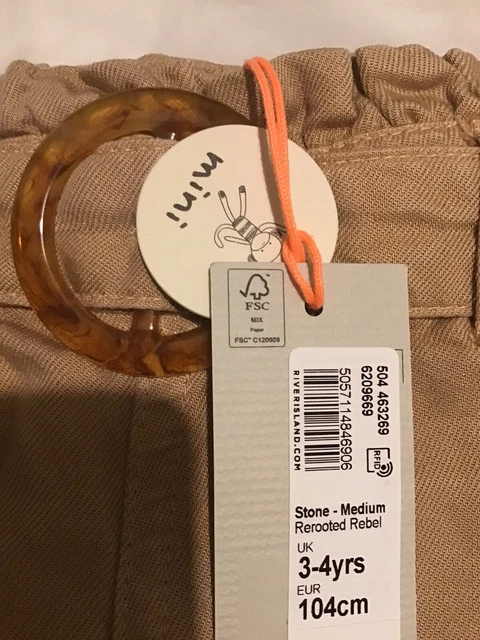 mini
FSC
MIX
Paper
FSC™ C120609
504 463269
6209669
RFID
5057114846906
RIVERISLAND.COM
Stone - Medium
Rerooted Rebel
UK
3-4yrs
EUR
104cm